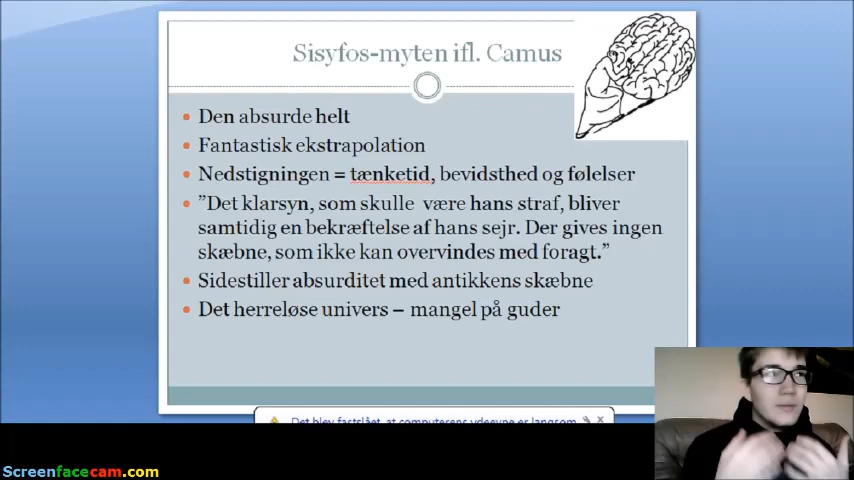 Sisyfos-myten ifl. Camus
Den absurde helt
Fantastisk ekstrapolation
Nedstigningen = tænketid, bevidsthed og følelser
”Det klarsyn, som skulle være hans straf, bliver
samtidig en bekræftelse af hans sejr. Der gives ingen
skæbne, som ikke kan overvindes med foragt.”
Sidestiller absurditet med antikkens skæbne
Det herreløse univers – mangel på guder
Det blev fastslået, at computerens ydeevne er langsom
Screenfacecam.com